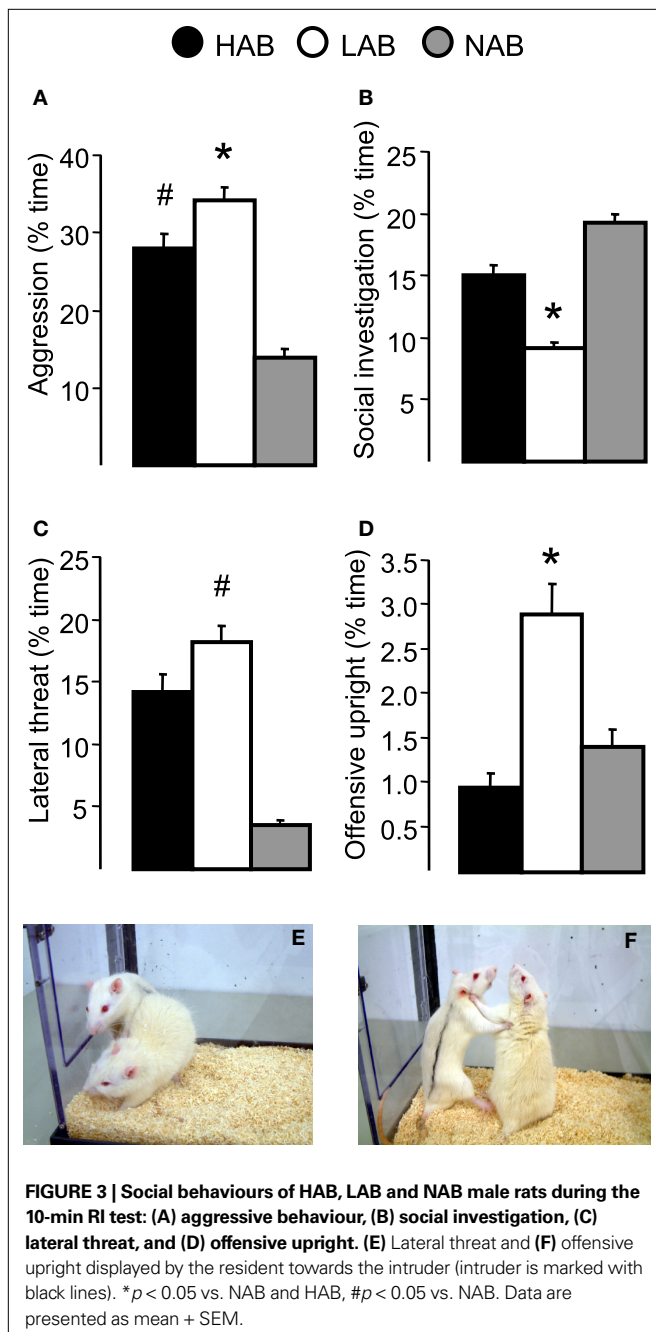 HAB LAB NAB
A
B
Aggression (% time)
40
30
20
10
#
*
Social investigation (% time)
25
20
15
10
5
*
C
D
Lateral threat (% time)
25
20
15
10
5
#
Offensive upright (% time)
3.5
3.0
2.5
2.0
1.5
1.0
0.5
*
E
F
FIGURE 3 | Social behaviours of HAB, LAB and NAB male rats during the
10-min RI test: (A) aggressive behaviour, (B) social investigation, (C)
lateral threat, and (D) offensive upright. (E) Lateral threat and (F) offensive
upright displayed by the resident towards the intruder (intruder is marked with
black lines). *p < 0.05 vs. NAB and HAB, #p < 0.05 vs. NAB. Data are
presented as mean + SEM.